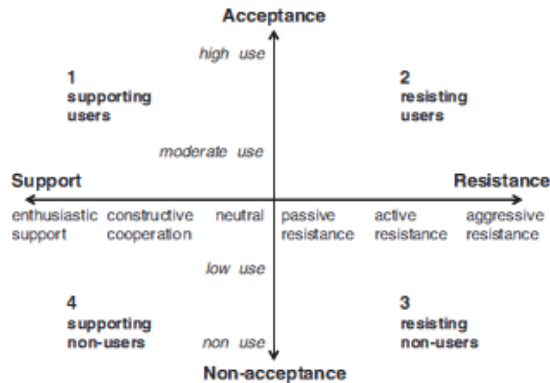 Acceptance
high use
1
supporting
users
2
resisting
users
moderate use
Support
Resistance
enthusiastic
support
constructive
cooperation
neutral
passive
resistance
active
resistance
aggressive
resistance
low use
4
supporting
non-users
3
resisting
non-users
non use
Non-acceptance